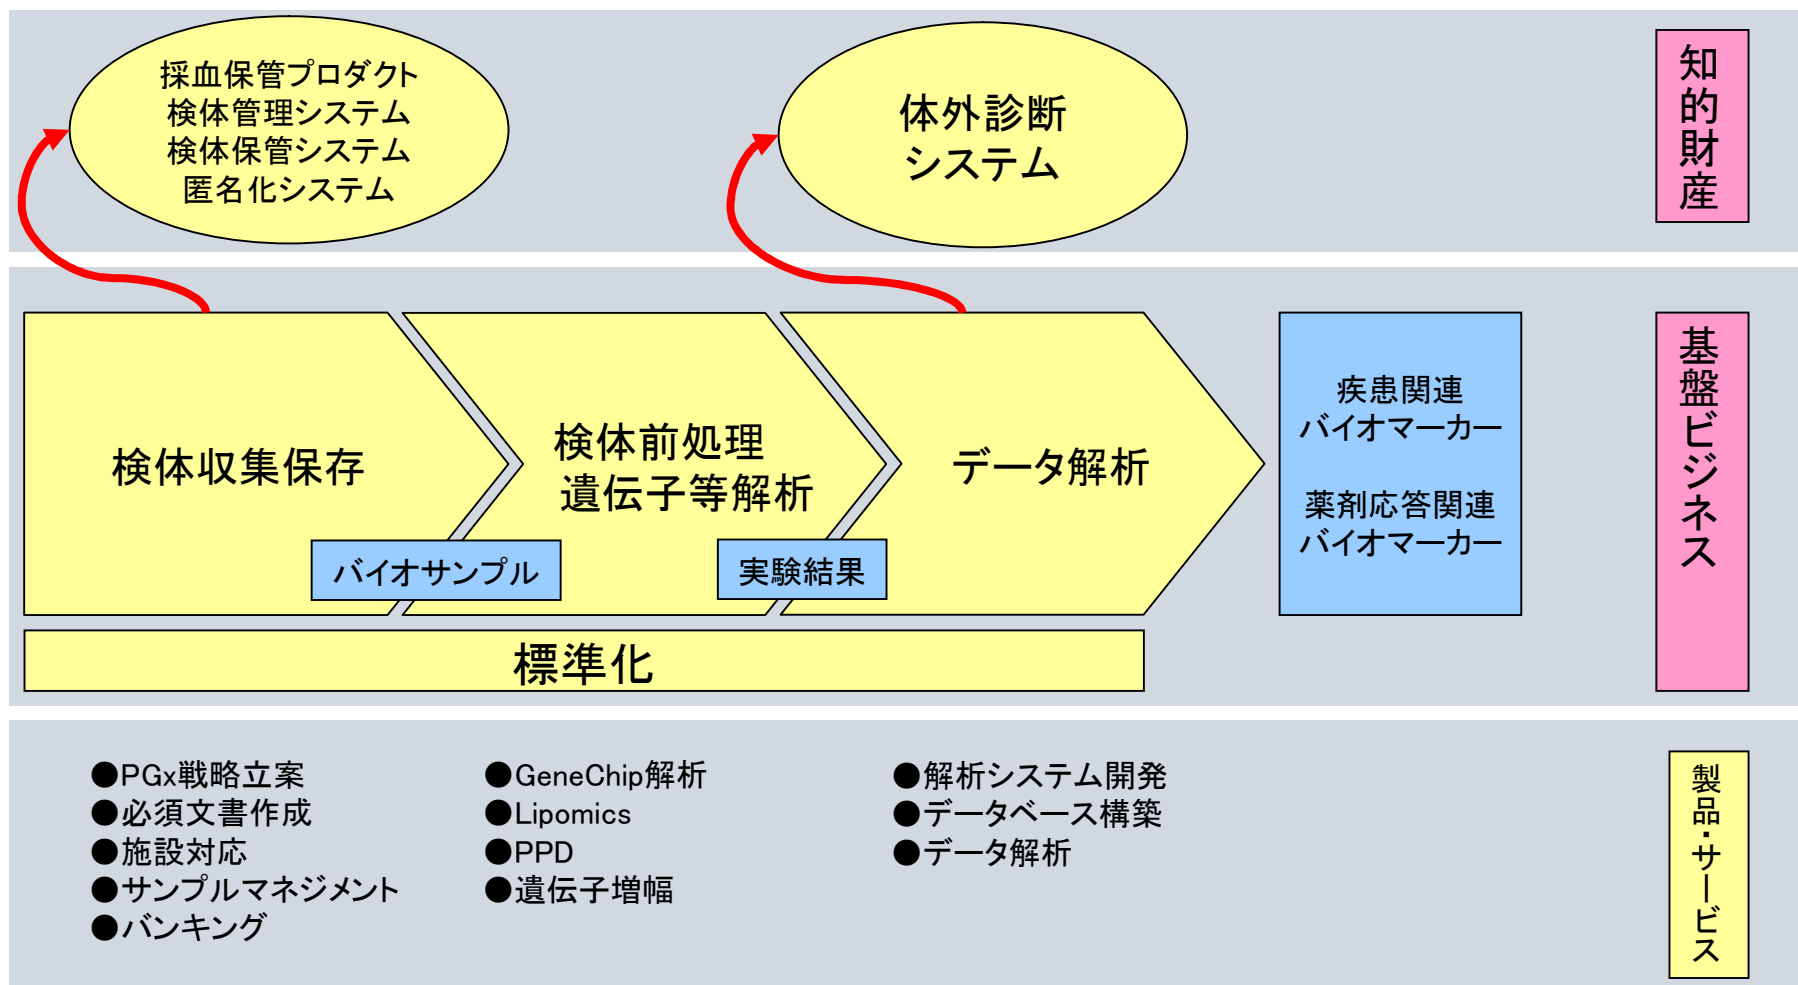 採血保管プロダクト
検体管理システム
検体保管システム
匿名化システム
体外診断
システム
知的財産
検体収集保存
検体前処理
遺伝子等解析
データ解析
バイオサンプル
実験結果
疾患関連
バイオマーカー
薬剤応答関連
バイオマーカー
基盤ビジネス
標準化
●PGx戦略立案
●必須文書作成
●施設対応
●サンプルマネジメント
●バンキング
●GeneChip解析
●Lipomics
●PPD
●遺伝子増幅
●解析システム開発
●データベース構築
●データ解析
製品・サービス